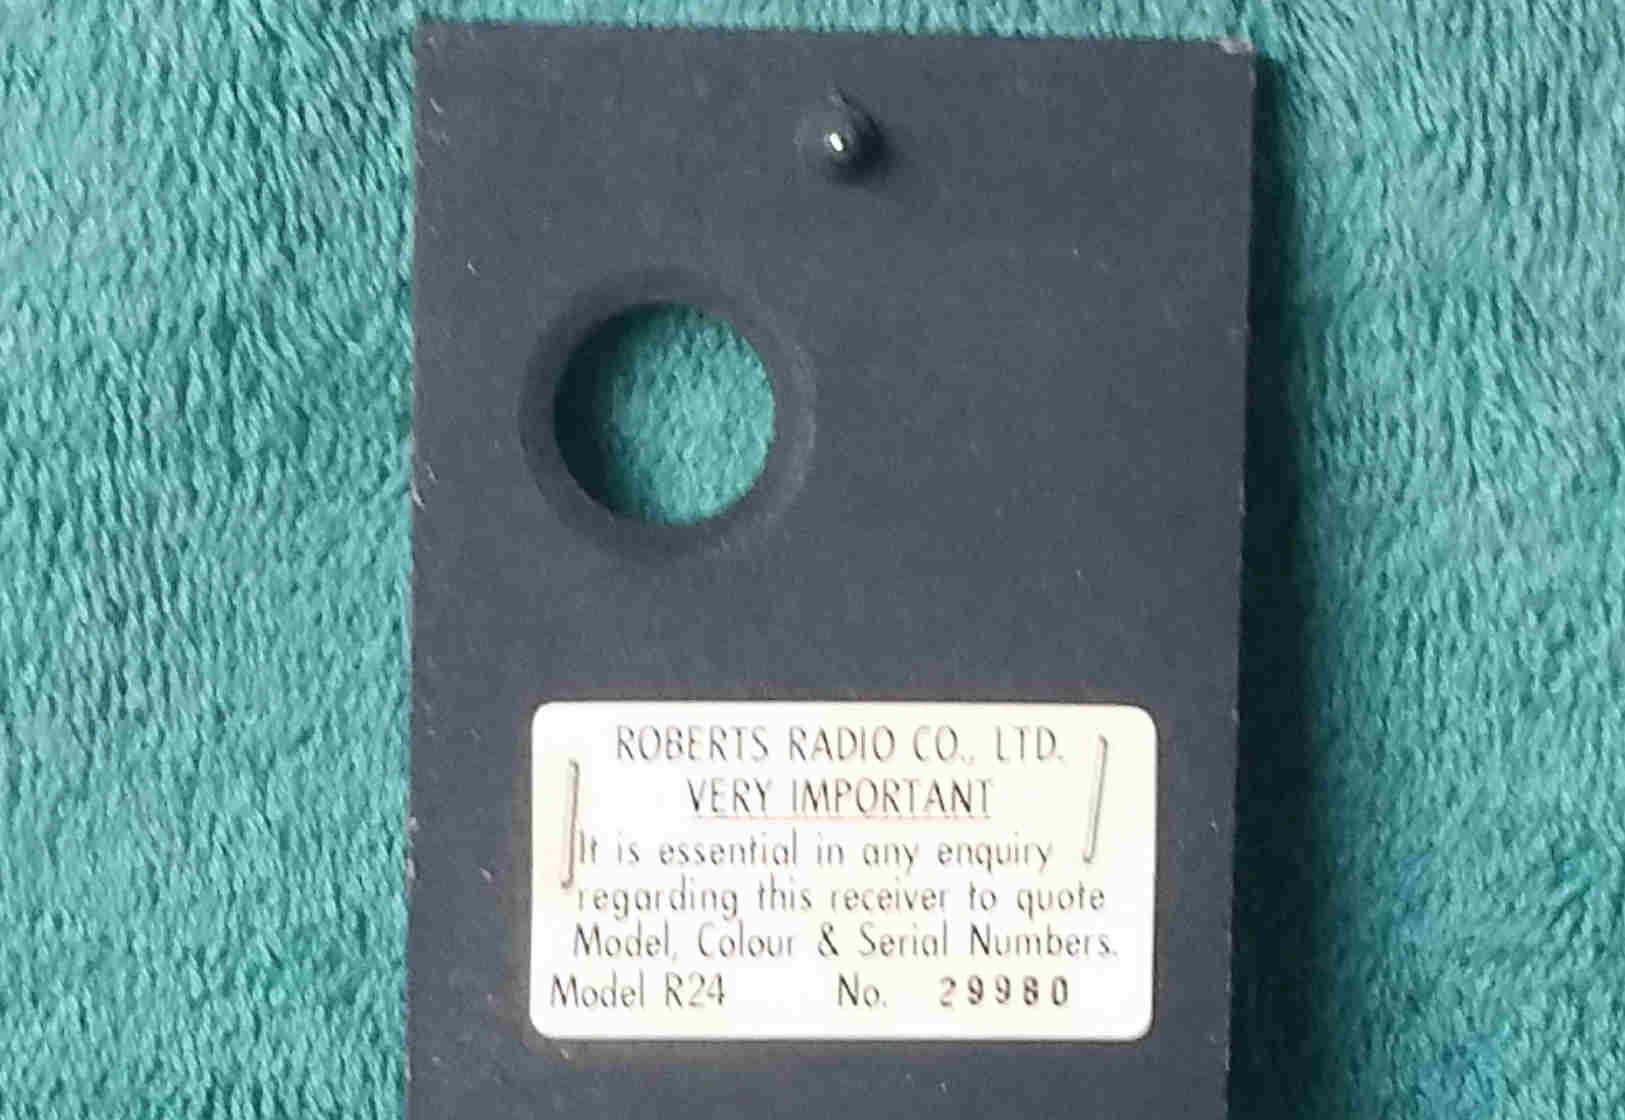 ROBERTS RADIO CO., LTD.
VERY IMPORTANT
It is essential in any enquiry
regarding this receiver to quote
Model, Colour & Serial Numbers.
Model R24 No. 29980